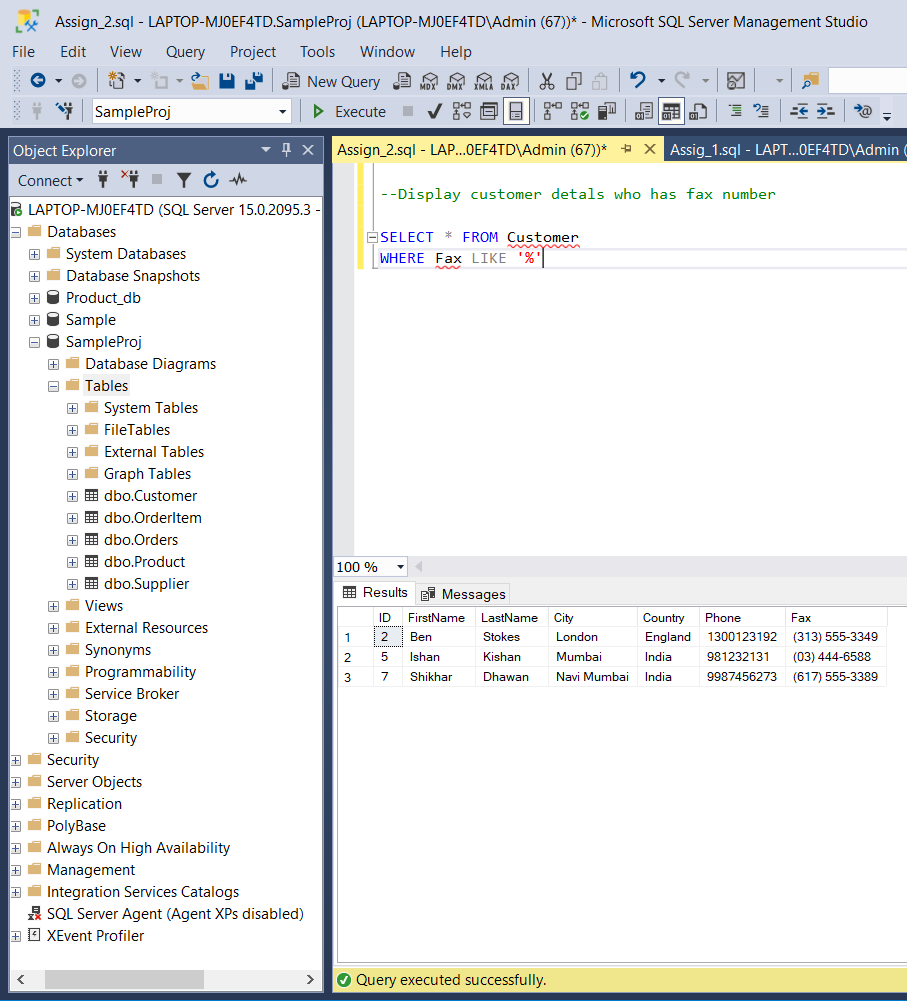 Assign_2.sql - LAPTOP-MJ0EF4TD.SampleProj (LAPTOP-MJ0EF4TD\Admin (67))* - Microsoft SQL Server Management Studio
File Edit View Query Project Tools Window Help
New Query MDX DMX XMLA DAX
SampleProj Execute
Object Explorer
Connect
LAPTOP-MJ0EF4TD (SQL Server 15.0.2095.3 -
Databases
System Databases
Database Snapshots
Product_db
Sample
SampleProj
Database Diagrams
Tables
System Tables
FileTables
External Tables
Graph Tables
dbo.Customer
dbo.OrderItem
dbo.Orders
dbo.Product
dbo.Supplier
Views
External Resources
Synonyms
Programmability
Service Broker
Storage
Security
Security
Server Objects
Replication
PolyBase
Always On High Availability
Management
Integration Services Catalogs
SQL Server Agent (Agent XPs disabled)
XEvent Profiler
Assign_2.sql - LAP...0EF4TD\Admin (67))* Assig_1.sql - LAPT...0EF4TD\Admin (
--Display customer detals who has fax number
SELECT * FROM Customer
WHERE Fax LIKE '%'
100 %
Results Messages
ID FirstName LastName City Country Phone Fax
1 2 Ben Stokes London England 1300123192 (313) 555-3349
2 5 Ishan Kishan Mumbai India 981232131 (03) 444-6588
3 7 Shikhar Dhawan Navi Mumbai India 9987456273 (617) 555-3389
Query executed successfully.